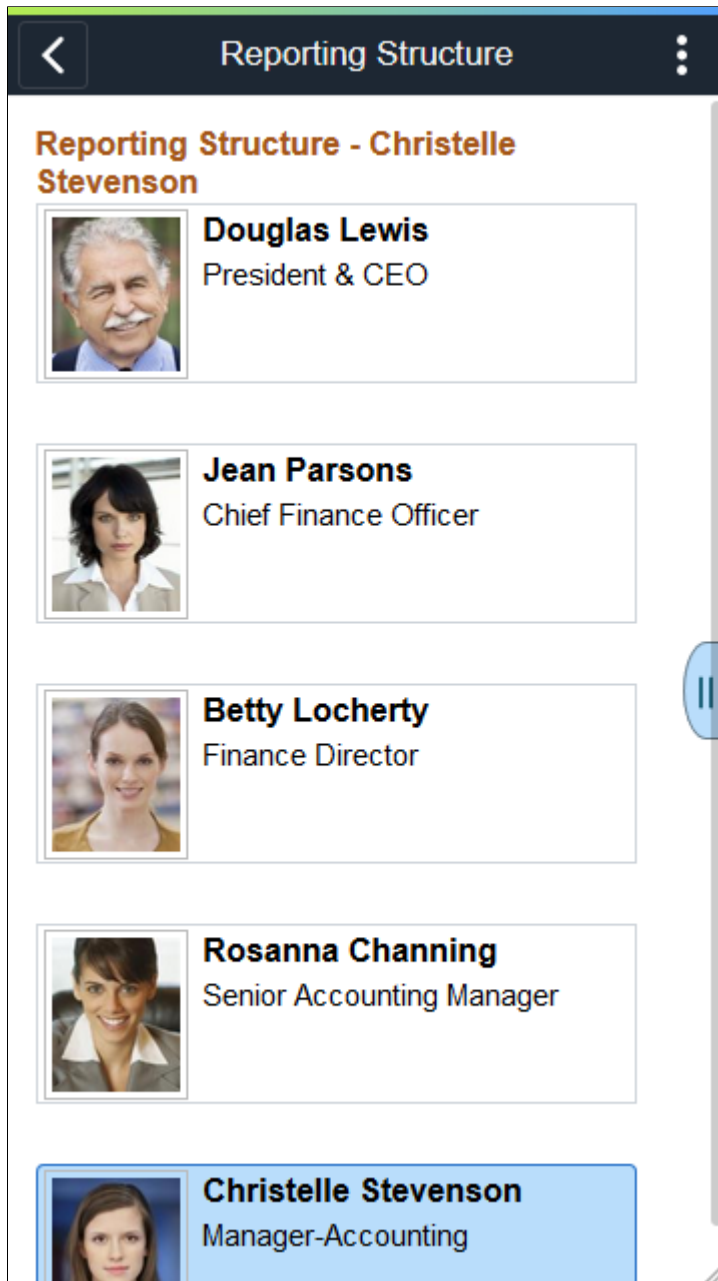 Reporting Structure
Reporting Structure - Christelle
Stevenson
Douglas Lewis
President & CEO
Jean Parsons
Chief Finance Officer
Betty Locherty
Finance Director
Rosanna Channing
Senior Accounting Manager
Christelle Stevenson
Manager-Accounting